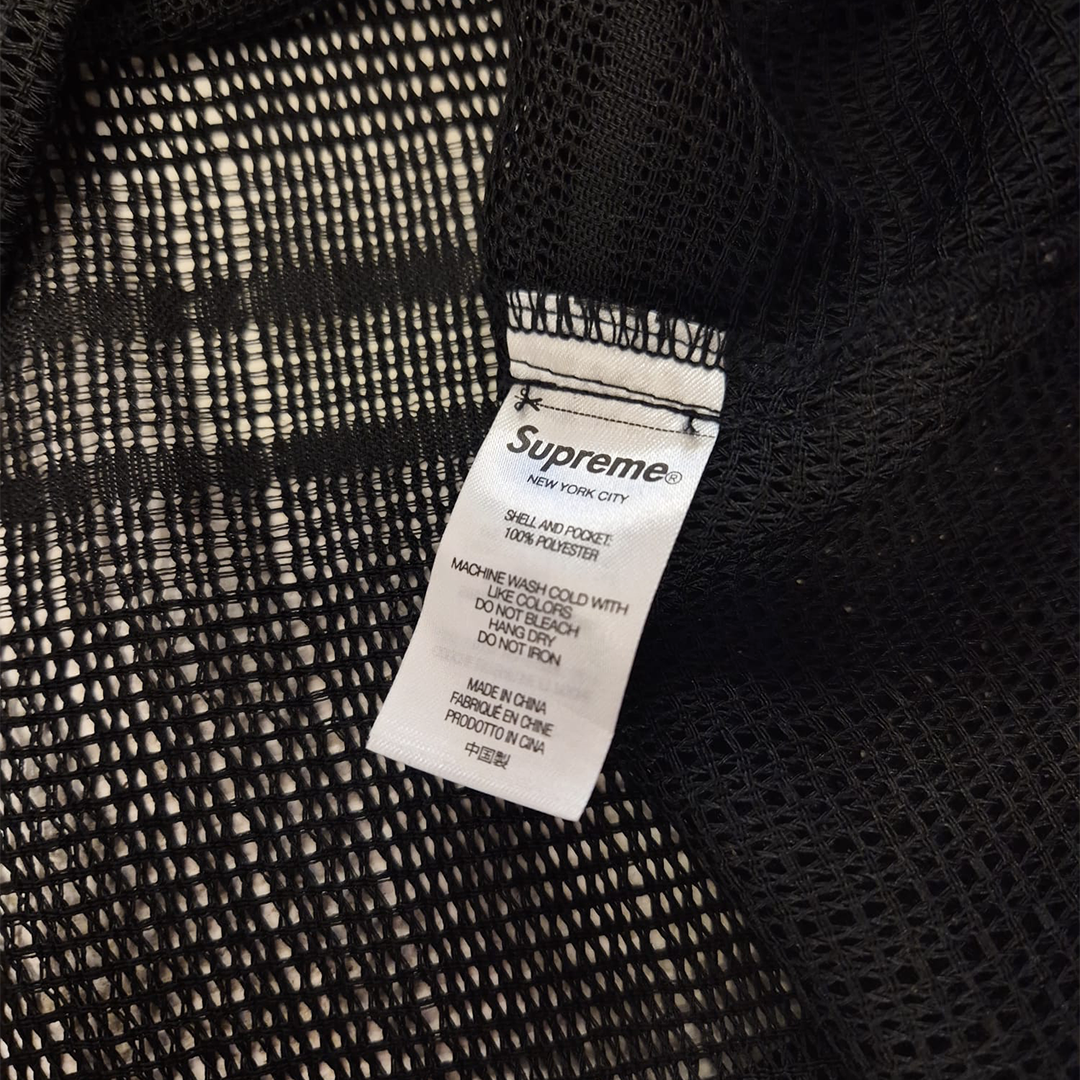 Supreme®
NEW YORK CITY
SHELL AND POCKET:
100% POLYESTER
MACHINE WASH COLD WITH
LIKE COLORS
DO NOT BLEACH
HANG DRY
DO NOT IRON
MADE IN CHINA
FABRIQUÉ EN CHINE
PRODOTTO IN CINA
中国製